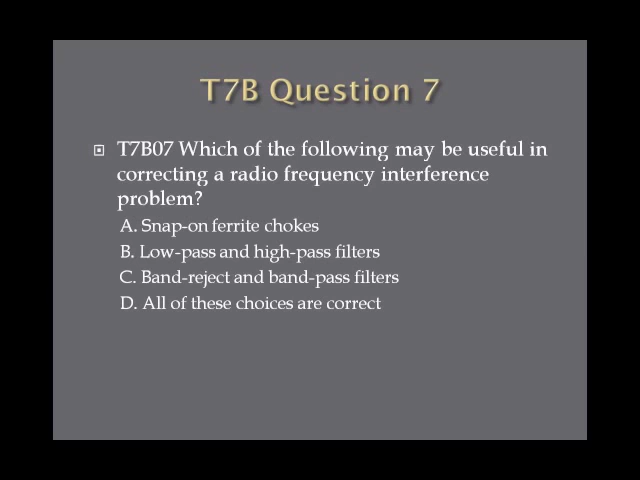 T7B Question 7
T7B07 Which of the following may be useful in
correcting a radio frequency interference
problem?
A. Snap-on ferrite chokes
B. Low-pass and high-pass filters
C. Band-reject and band-pass filters
D. All of these choices are correct